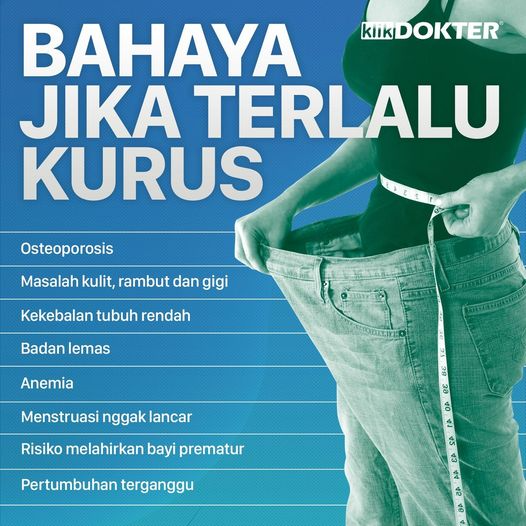 klikDOKTER®
BAHAYA
JIKA TERLALU
KURUS
Osteoporosis
Masalah kulit, rambut dan gigi
Kekebalan tubuh rendah
Badan lemas
Anemia
Menstruasi nggak lancar
Risiko melahirkan bayi prematur
Pertumbuhan terganggu